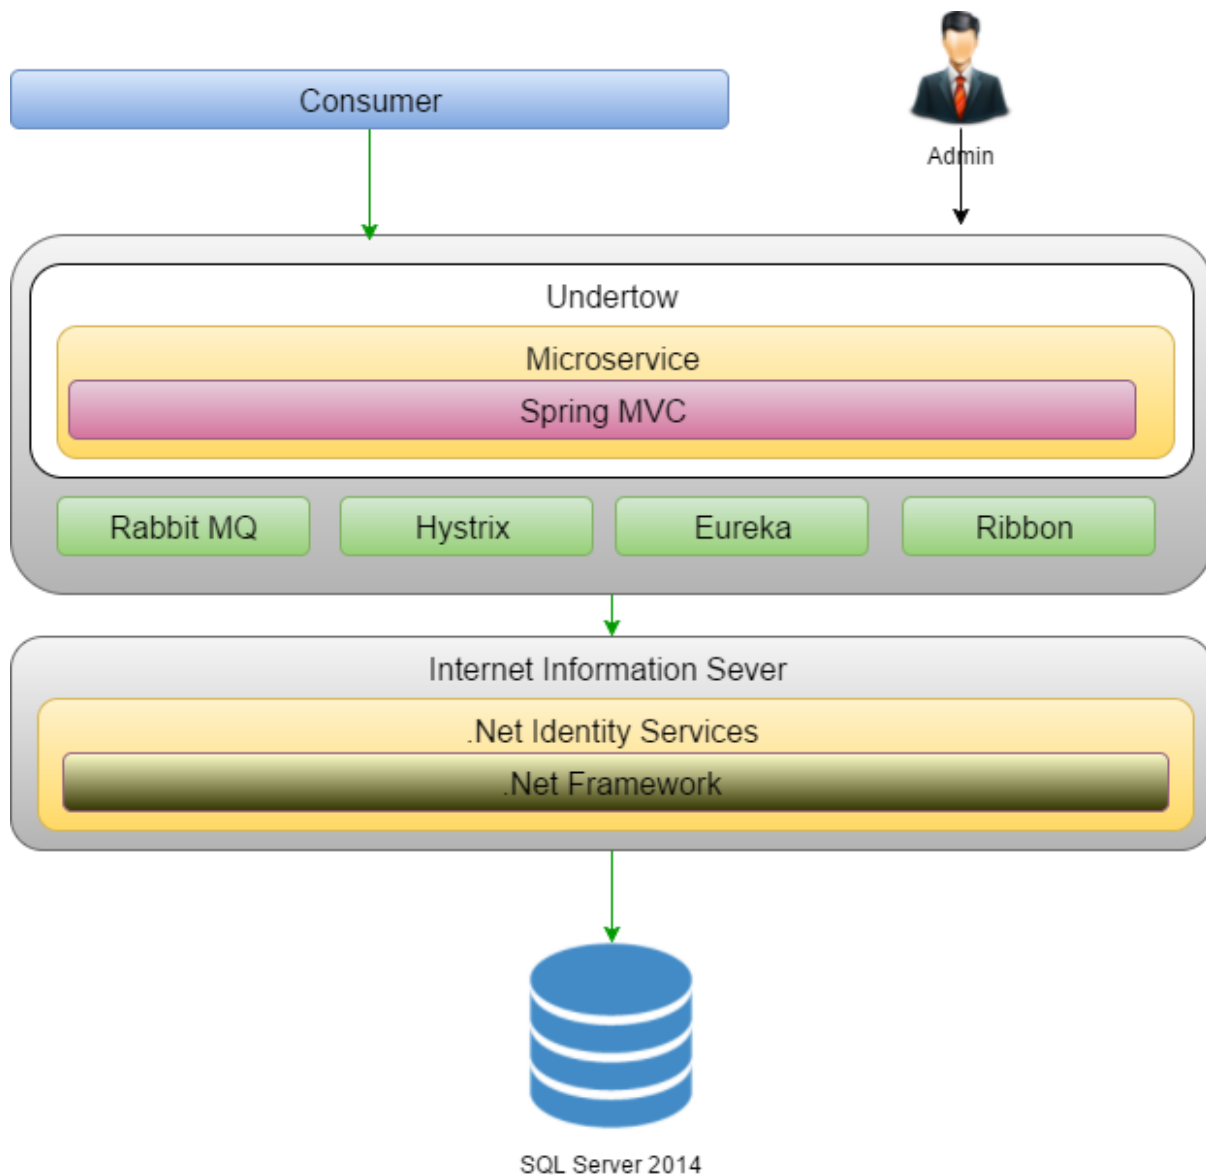 Consumer
Admin
Undertow
Microservice
Spring MVC
Rabbit MQ
Hystrix
Eureka
Ribbon
Internet Information Sever
.Net Identity Services
.Net Framework
SQL Server 2014